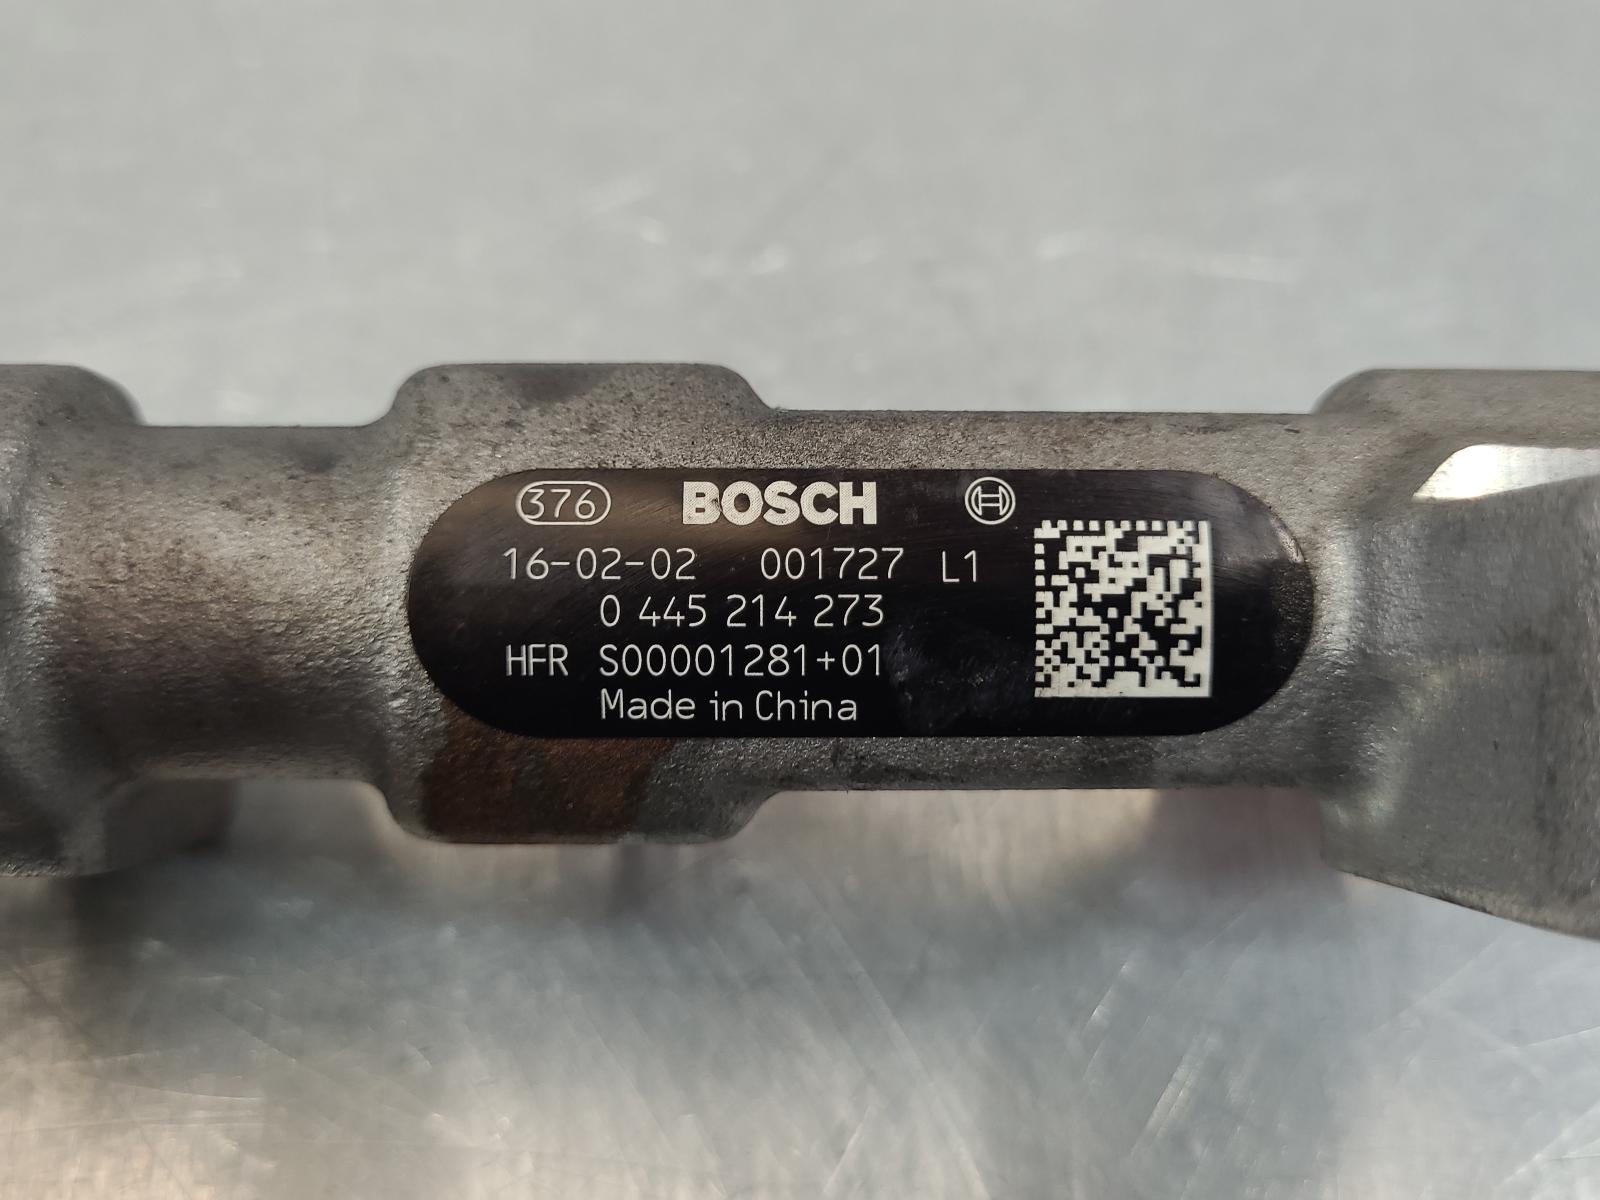 376 BOSCH
16-02-02 001727 L1
0 445 214 273
HFR S00001281+01
Made in China